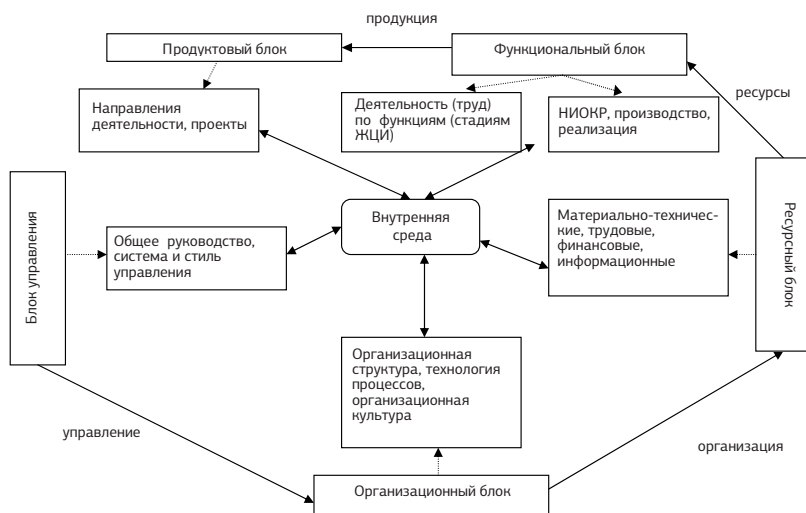 продукция
Продуктовый блок
Функциональный блок
ресурсы
Направления
деятельности, проекты
Деятельность (труд)
по функциям (стадиям
ЖЦИ)
НИОКР, производство,
реализация
Блок управления
Общее руководство,
система и стиль
управления
Внутренняя
среда
Материально-техничес-
кие, трудовые,
финансовые,
информационные
Ресурсный блок
Организационная
структура, технология
процессов,
организационная
культура
управление
организация
Организационный блок